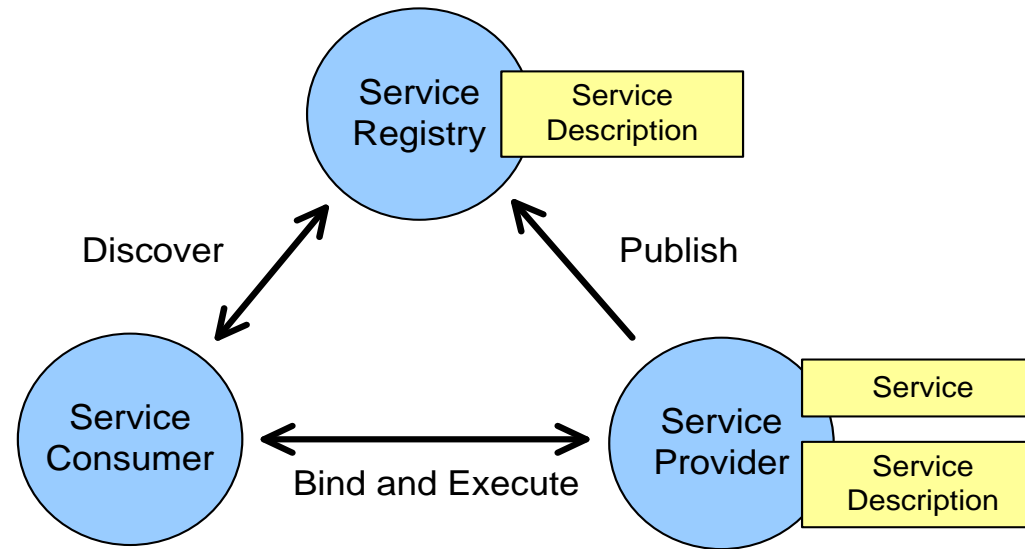 Service
Registry
Service
Description
Discover
Publish
Service
Consumer
Bind and Execute
Service
Provider
Service
Service
Description